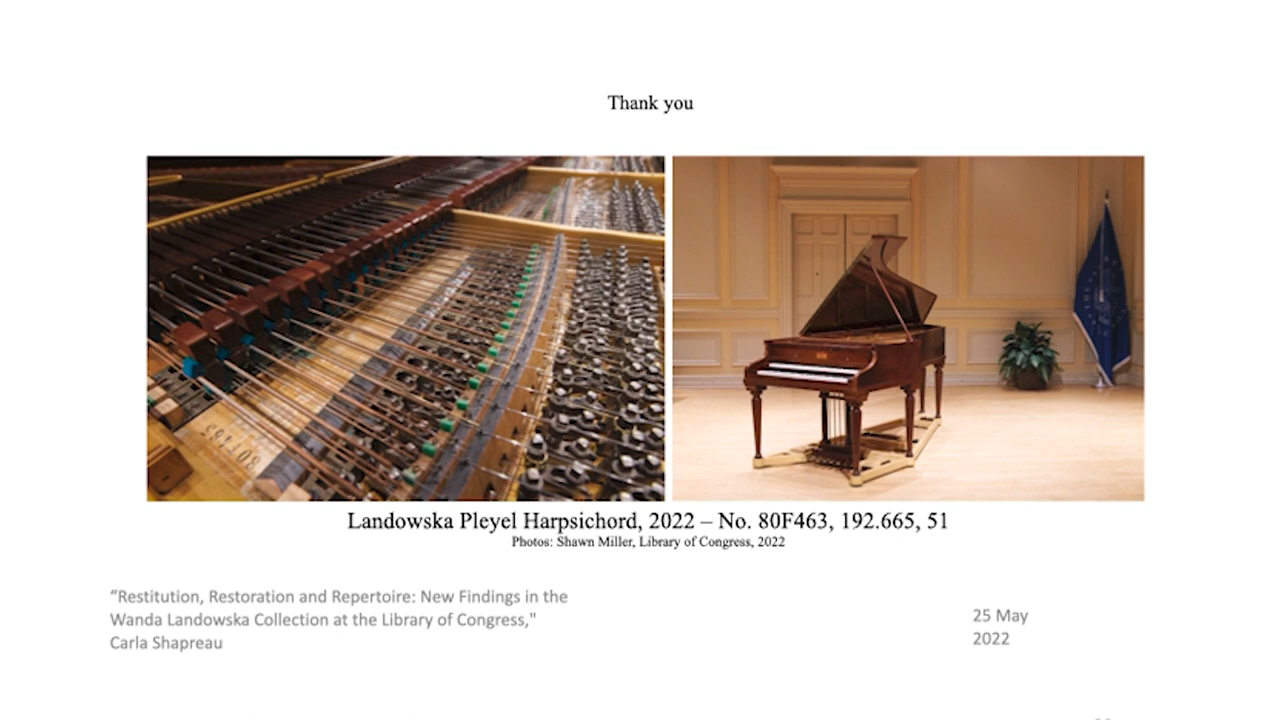 Thank you
Landowska Pleyel Harpsichord, 2022 – No. 80F463, 192.665, 51
Photos: Shawn Miller, Library of Congress, 2022
“Restitution, Restoration and Repertoire: New Findings in the
Wanda Landowska Collection at the Library of Congress,"
Carla Shapreau
25 May
2022